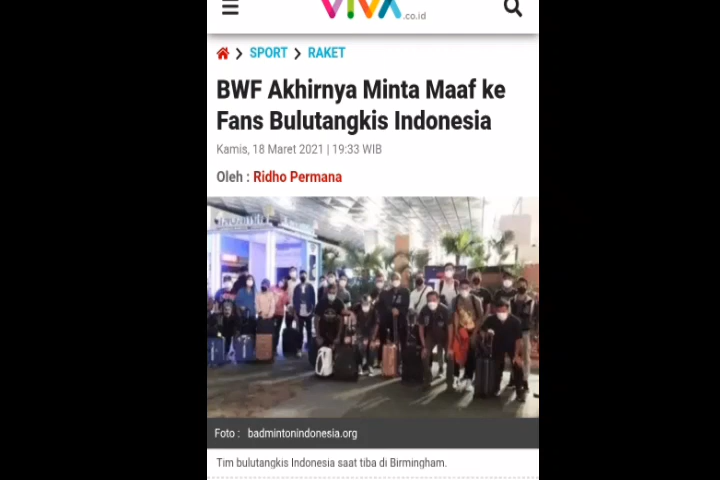 VIVA.co.id
SPORT > RAKET
BWF Akhirnya Minta Maaf ke
Fans Bulutangkis Indonesia
Kamis, 18 Maret 2021 | 19:33 WIB
Oleh : Ridho Permana
Foto : badmintonindonesia.org
Tim bulutangkis Indonesia saat tiba di Birmingham.